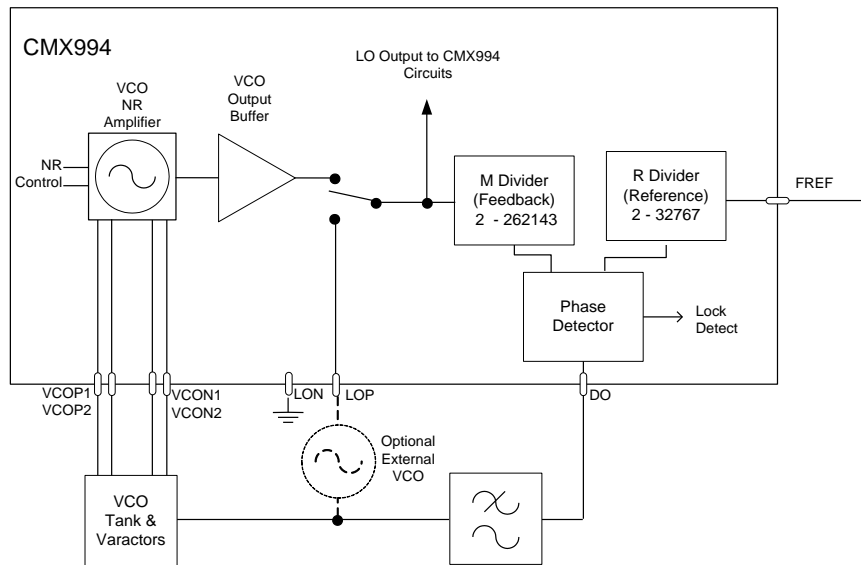 CMX994
LO Output to CMX994
Circuits
VCO
NR
Amplifier
VCO
Output
Buffer
NR
Control
M Divider
(Feedback)
2 - 262143
R Divider
(Reference)
2 - 32767
FREF
Phase
Detector
Lock
Detect
VCOP1
VCOP2
VCON1
VCON2
LON
LOP
DO
Optional
External
VCO
VCO
Tank &
Varactors